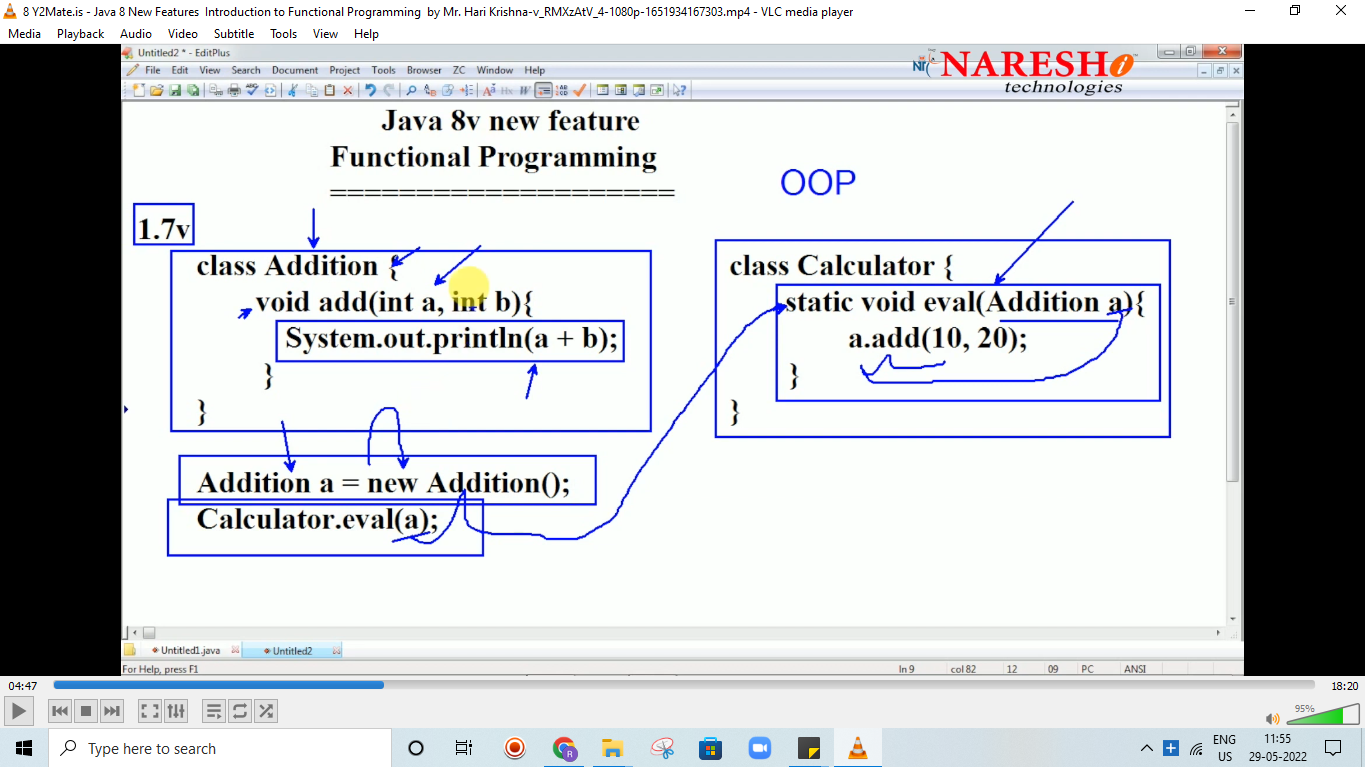 8 Y2Mate.is - Java 8 New Features  Introduction to Functional Programming  by Mr. Hari Krishna-v_RMXzAtV_4-1080p-1651934167303.mp4 - VLC media player
Media Playback Audio Video Subtitle Tools View Help
Untitled2 * - EditPlus
File Edit View Search Document Project Tools Browser ZC Window Help
NARESH i
technologies
Java 8v new feature
Functional Programming
====================
OOP
1.7v
class Addition {
void add(int a, int b){
System.out.println(a + b);
}
}
Addition a = new Addition();
Calculator.eval(a);
class Calculator {
static void eval(Addition a){
a.add(10, 20);
}
}
Untitled1.java Untitled2
For Help, press F1 ln 9 col 82 12 09 PC ANSI
04:47 18:20
95%
Type here to search
ENG
US
11:55
29-05-2022